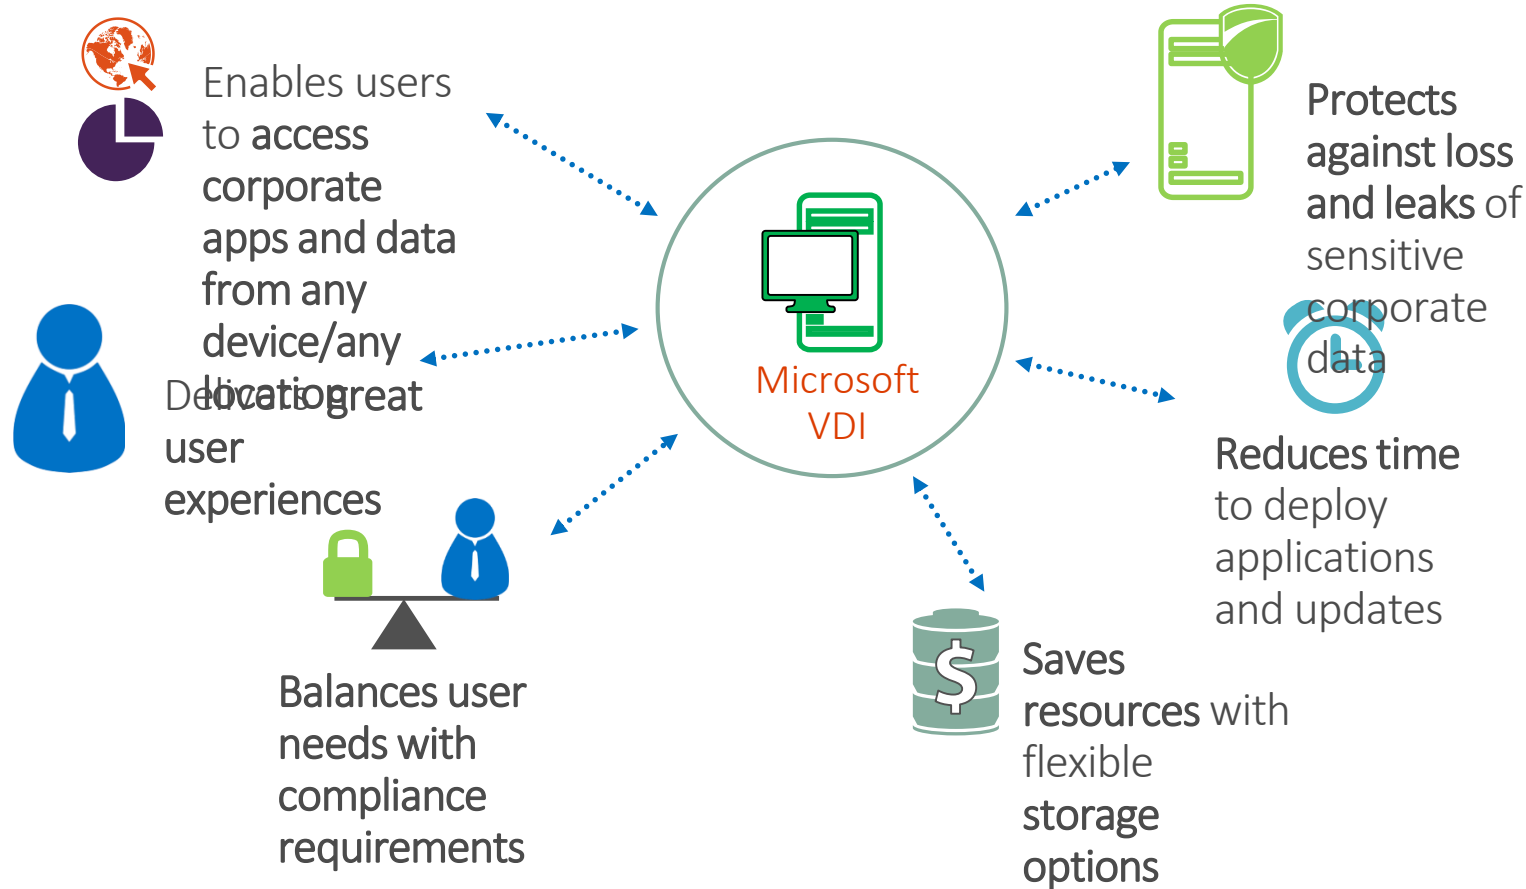 Enables users
to access
corporate
apps and data
from any
device/any
location
Delivers great
user
experiences
Balances user
needs with
compliance
requirements
Microsoft
VDI
Protects
against loss
and leaks of
sensitive
corporate
data
Reduces time
to deploy
applications
and updates
Saves
resources with
flexible
storage
options
$